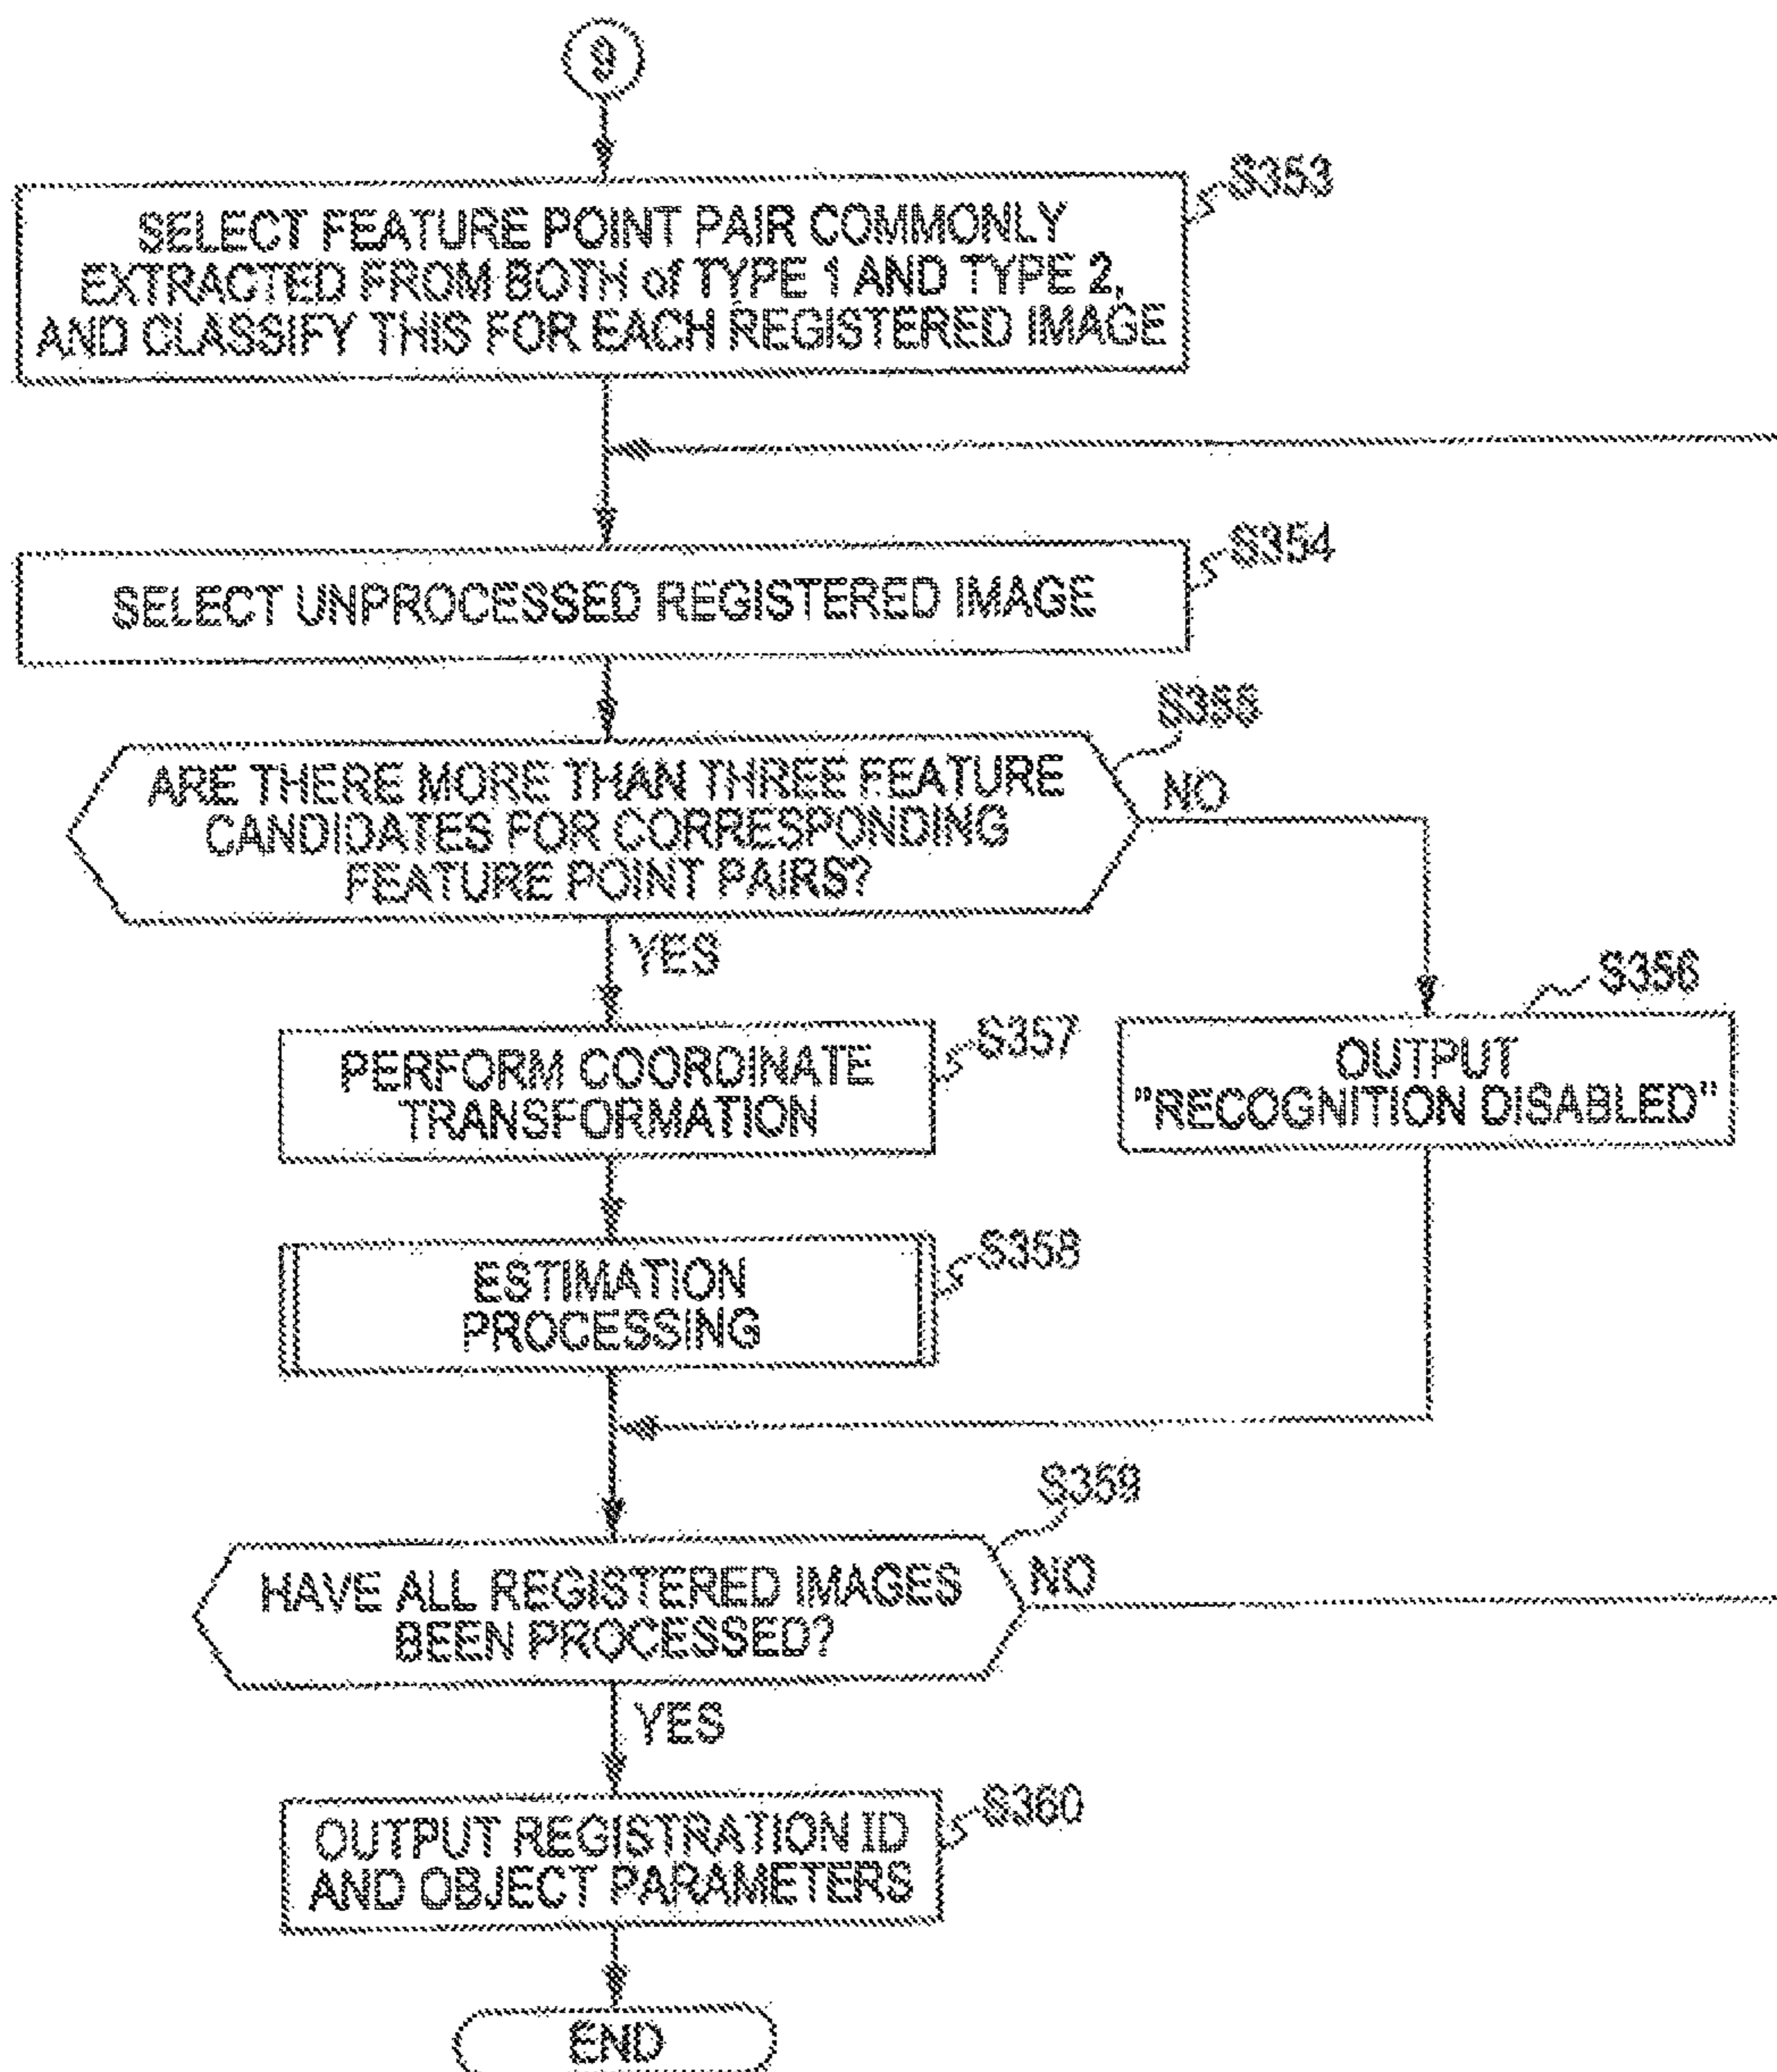 9
S353
SELECT FEATURE POINT PAIR COMMONLY
EXTRACTED FROM BOTH of TYPE 1 AND TYPE 2,
AND CLASSIFY THIS FOR EACH REGISTERED IMAGE
S354
SELECT UNPROCESSED REGISTERED IMAGE
S355
ARE THERE MORE THAN THREE FEATURE
CANDIDATES FOR CORRESPONDING
FEATURE POINT PAIRS?
NO
YES
S356
OUTPUT
"RECOGNITION DISABLED"
S357
PERFORM COORDINATE
TRANSFORMATION
S358
ESTIMATION
PROCESSING
S359
HAVE ALL REGISTERED IMAGES
BEEN PROCESSED?
NO
YES
S360
OUTPUT REGISTRATION ID
AND OBJECT PARAMETERS
END